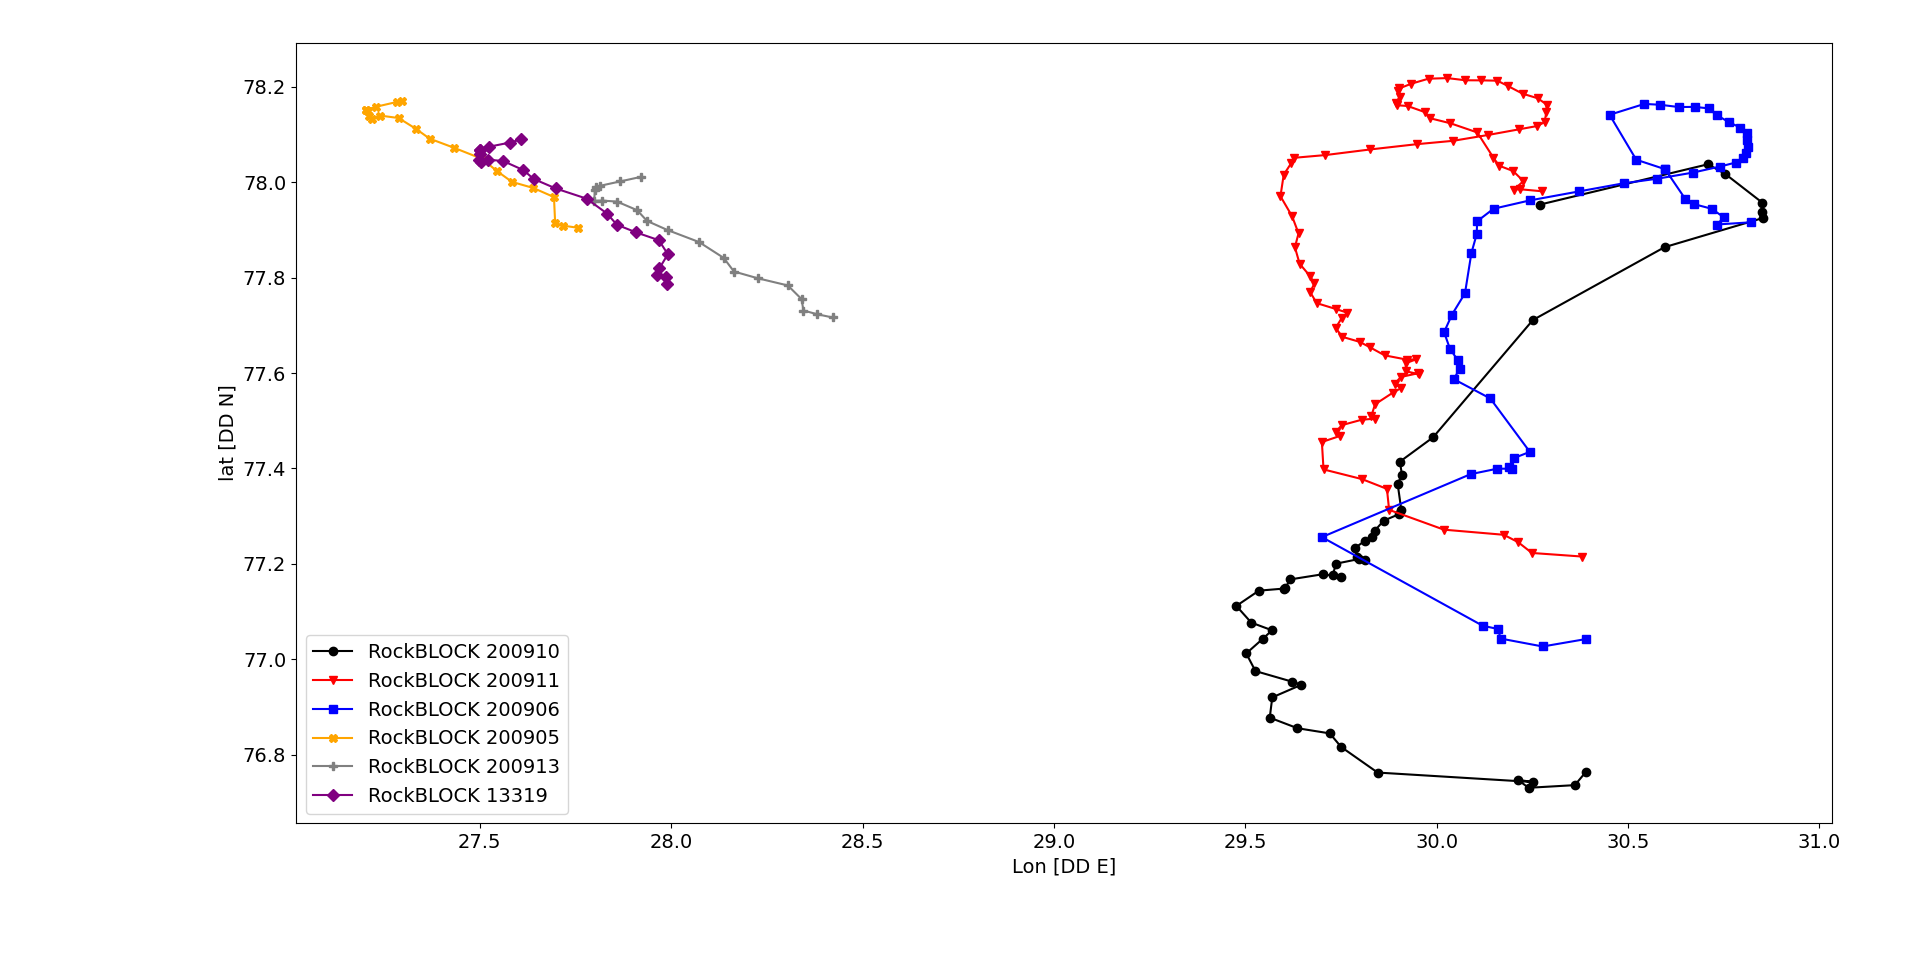 78.2
78.0
77.8
77.6
77.4
77.2
77.0
76.8
lat [DD N]
RockBLOCK 200910
RockBLOCK 200911
RockBLOCK 200906
RockBLOCK 200905
RockBLOCK 200913
RockBLOCK 13319
27.5 28.0 28.5 29.0 29.5 30.0 30.5 31.0
Lon [DD E]